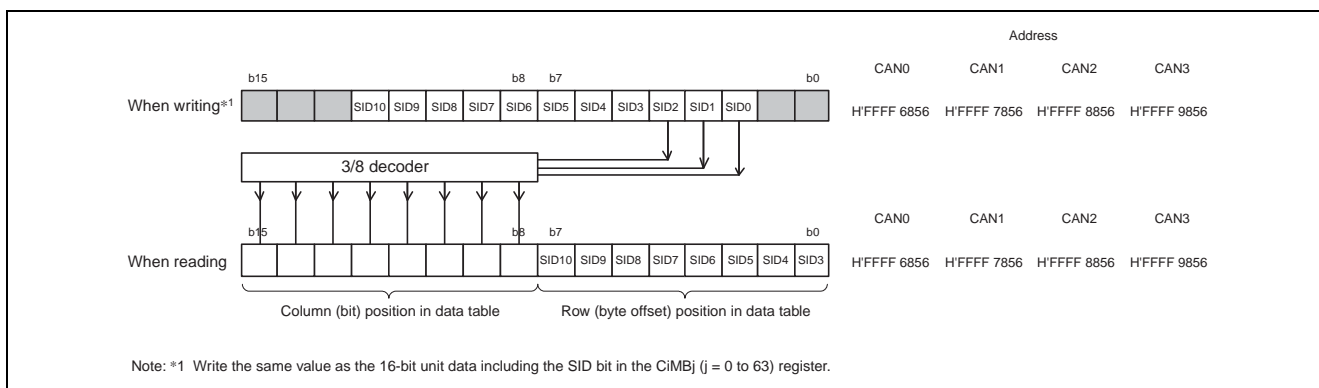 Address
CAN0 CAN1 CAN2 CAN3
b15 b8 b7 b0
When writing*1 SID10 SID9 SID8 SID7 SID6 SID5 SID4 SID3 SID2 SID1 SID0 H'FFFF 6856 H'FFFF 7856 H'FFFF 8856 H'FFFF 9856
3/8 decoder
CAN0 CAN1 CAN2 CAN3
b15 b8 b7 b0
When reading SID10 SID9 SID8 SID7 SID6 SID5 SID4 SID3 H'FFFF 6856 H'FFFF 7856 H'FFFF 8856 H'FFFF 9856
Column (bit) position in data table Row (byte offset) position in data table
Note: *1 Write the same value as the 16-bit unit data including the SID bit in the CiMBj (j = 0 to 63) register.